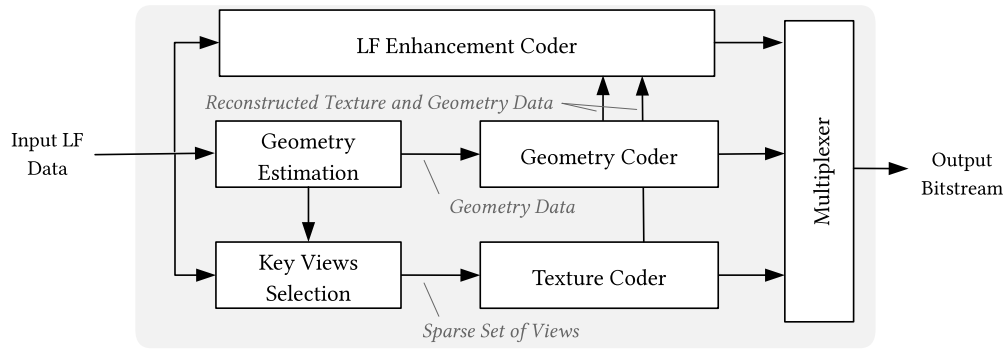 LF Enhancement Coder
Reconstructed Texture and Geometry Data
Input LF
Data
Geometry
Estimation
Geometry Coder
Geometry Data
Key Views
Selection
Texture Coder
Sparse Set of Views
Multiplexer
Output
Bitstream